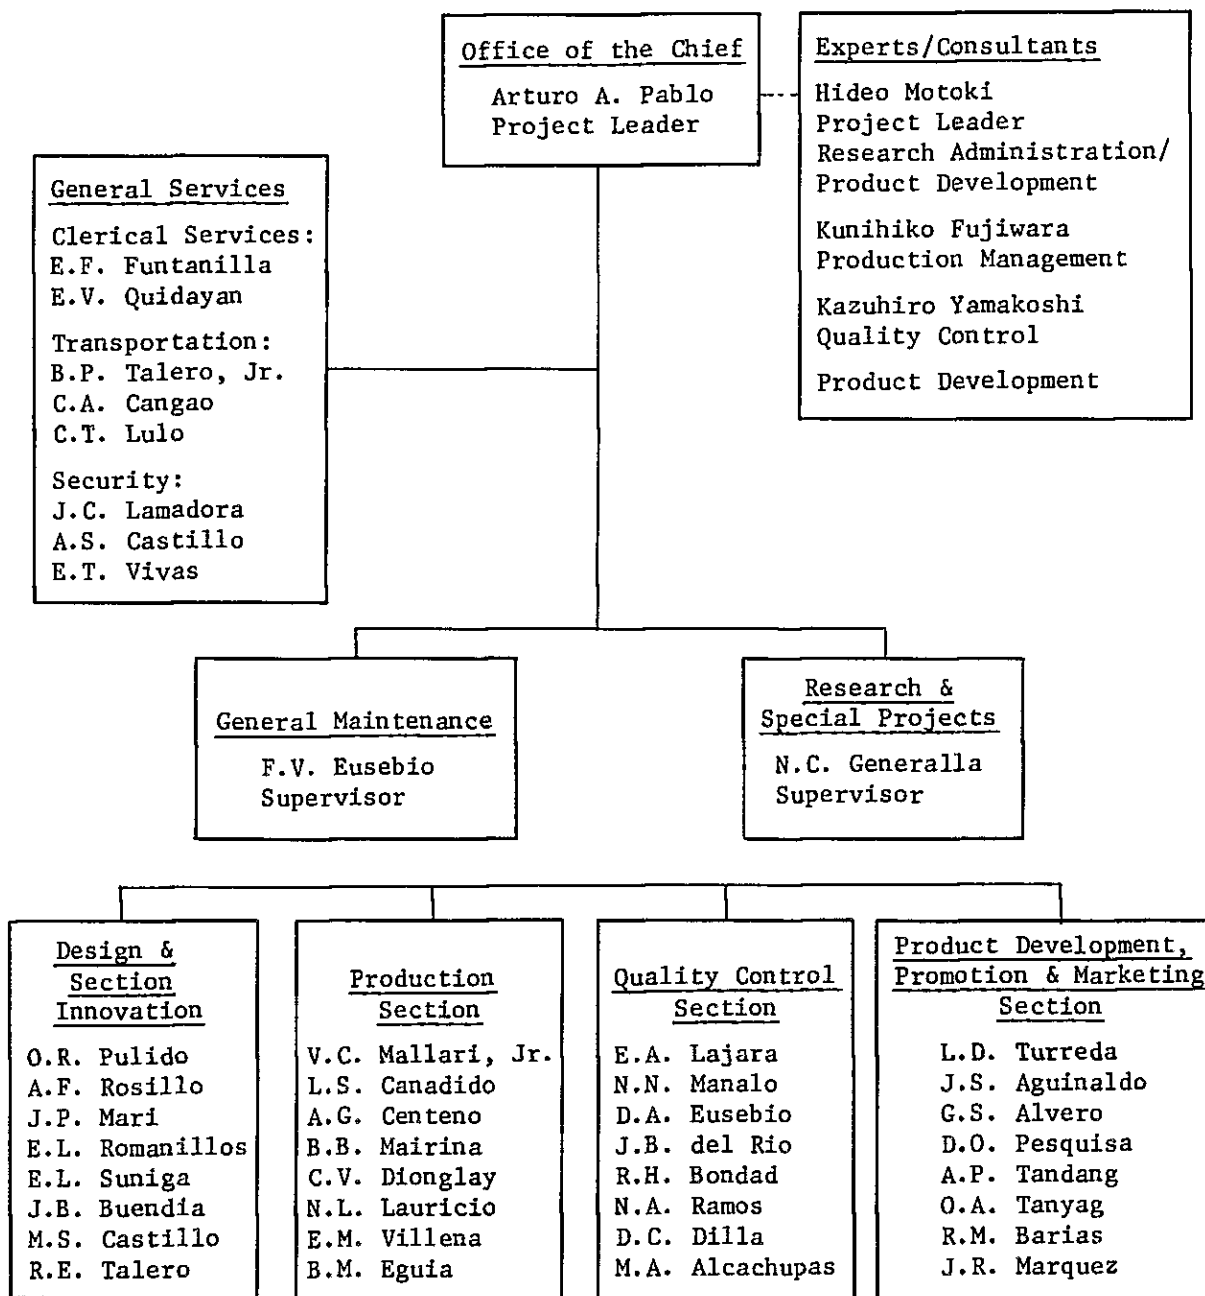 Office of the Chief
Arturo A. Pablo
Project Leader
Experts/Consultants
Hideo Motoki
Project Leader
Research Administration/
Product Development
Kunihiko Fujiwara
Production Management
Kazuhiro Yamakoshi
Quality Control
Product Development
General Services
Clerical Services:
E.F. Funtanilla
E.V. Quidayan
Transportation:
B.P. Talero, Jr.
C.A. Cangao
C.T. Lulo
Security:
J.C. Lamadora
A.S. Castillo
E.T. Vivas
General Maintenance
F.V. Eusebio
Supervisor
Research &
Special Projects
N.C. Generalla
Supervisor
Design &
Section
Innovation
O.R. Pulido
A.F. Rosillo
J.P. Mari
E.L. Romanillos
E.L. Suniga
J.B. Buendia
M.S. Castillo
R.E. Talero
Production
Section
V.C. Mallari, Jr.
L.S. Canadido
A.G. Centeno
B.B. Mairina
C.V. Dionglay
N.L. Lauricio
E.M. Villena
B.M. Eguia
Quality Control
Section
E.A. Lajara
N.N. Manalo
D.A. Eusebio
J.B. del Rio
R.H. Bondad
N.A. Ramos
D.C. Dilla
M.A. Alcachupas
Product Development,
Promotion & Marketing
Section
L.D. Turreda
J.S. Aguinaldo
G.S. Alvero
D.O. Pesquisa
A.P. Tandang
O.A. Tanyag
R.M. Barias
J.R. Marquez